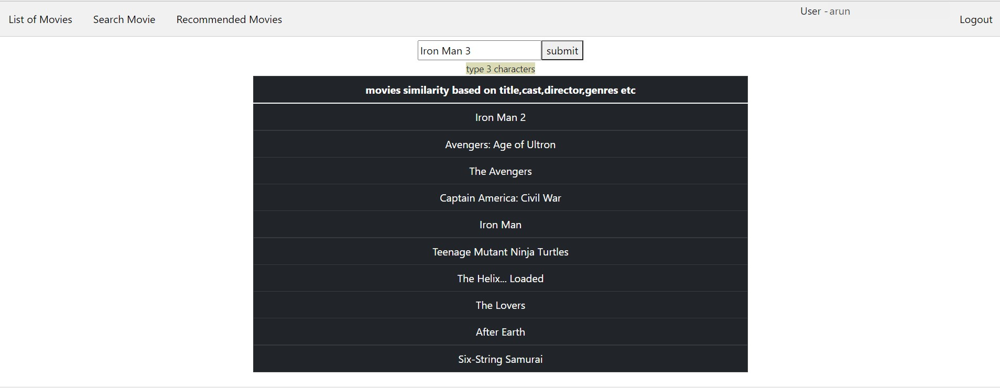 List of Movies Search Movie Recommended Movies User - arun Logout
Iron Man 3 submit
type 3 characters
movies similarity based on title,cast,director,genres etc
Iron Man 2
Avengers: Age of Ultron
The Avengers
Captain America: Civil War
Iron Man
Teenage Mutant Ninja Turtles
The Helix... Loaded
The Lovers
After Earth
Six-String Samurai